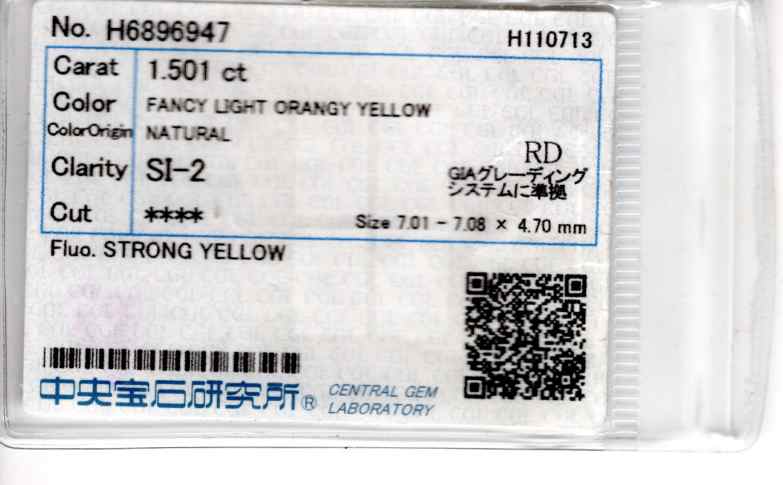 No. H6896947 H110713
Carat 1.501 ct
Color FANCY LIGHT ORANGY YELLOW
ColorOrigin NATURAL
Clarity SI-2
RD
GIAグレーディング
システムに準拠
Cut ****
Size 7.01 - 7.08 × 4.70 mm
Fluo. STRONG YELLOW
中央宝石研究所®
CENTRAL GEM
LABORATORY